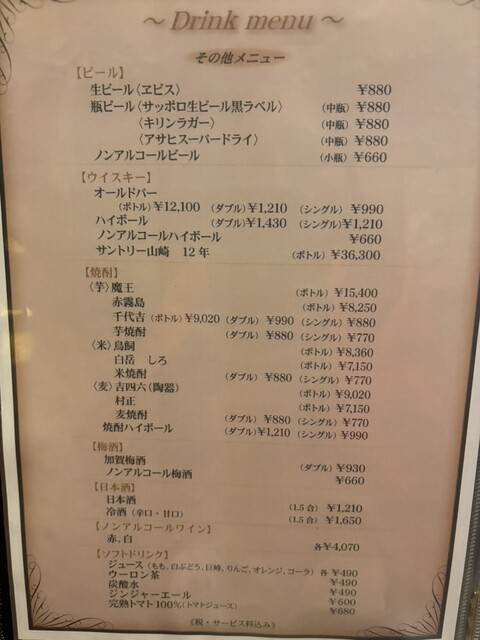 ～ Drink menu ～
その他メニュー
【ビール】
生ビール〈ヱビス〉 ¥880
瓶ビール〈サッポロ生ビール黒ラベル〉 (中瓶) ¥880
〈キリンラガー〉 (中瓶) ¥880
〈アサヒスーパードライ〉 (中瓶) ¥880
ノンアルコールビール (小瓶) ¥660
【ウイスキー】
オールドパー
(ボトル) ¥12,100 (ダブル) ¥1,210 (シングル) ¥990
ハイボール (ダブル) ¥1,430 (シングル) ¥1,210
ノンアルコールハイボール ¥660
サントリー山崎 12年 (ボトル) ¥36,300
【焼酎】
〈芋〉魔王 (ボトル) ¥15,400
赤霧島 (ボトル) ¥8,250
千代吉 (ボトル) ¥9,020 (ダブル) ¥990 (シングル) ¥880
芋焼酎 (ダブル) ¥880 (シングル) ¥770
〈米〉鳥飼 (ボトル) ¥8,360
白岳 しろ (ボトル) ¥7,150
米焼酎 (ダブル) ¥880 (シングル) ¥770
〈麦〉吉四六(陶器) (ボトル) ¥9,020
村正 (ボトル) ¥7,150
麦焼酎 (ダブル) ¥880 (シングル) ¥770
焼酎ハイボール (ダブル) ¥1,210 (シングル) ¥990
【梅酒】
加賀梅酒 (ダブル) ¥930
ノンアルコール梅酒 ¥660
【日本酒】
日本酒 (1.5合) ¥1,210
冷酒 (辛口・甘口) (1.5合) ¥1,650
【ノンアルコールワイン】
赤、白 各¥4,070
【ソフトドリンク】
ジュース (もも、白ぶどう、巨峰、りんご、オレンジ、コーラ) 各 ¥490
ウーロン茶 ¥490
炭酸水 ¥490
ジンジャーエール ¥600
完熟トマト100% (トマトジュース) ¥680
《税・サービス料込み》